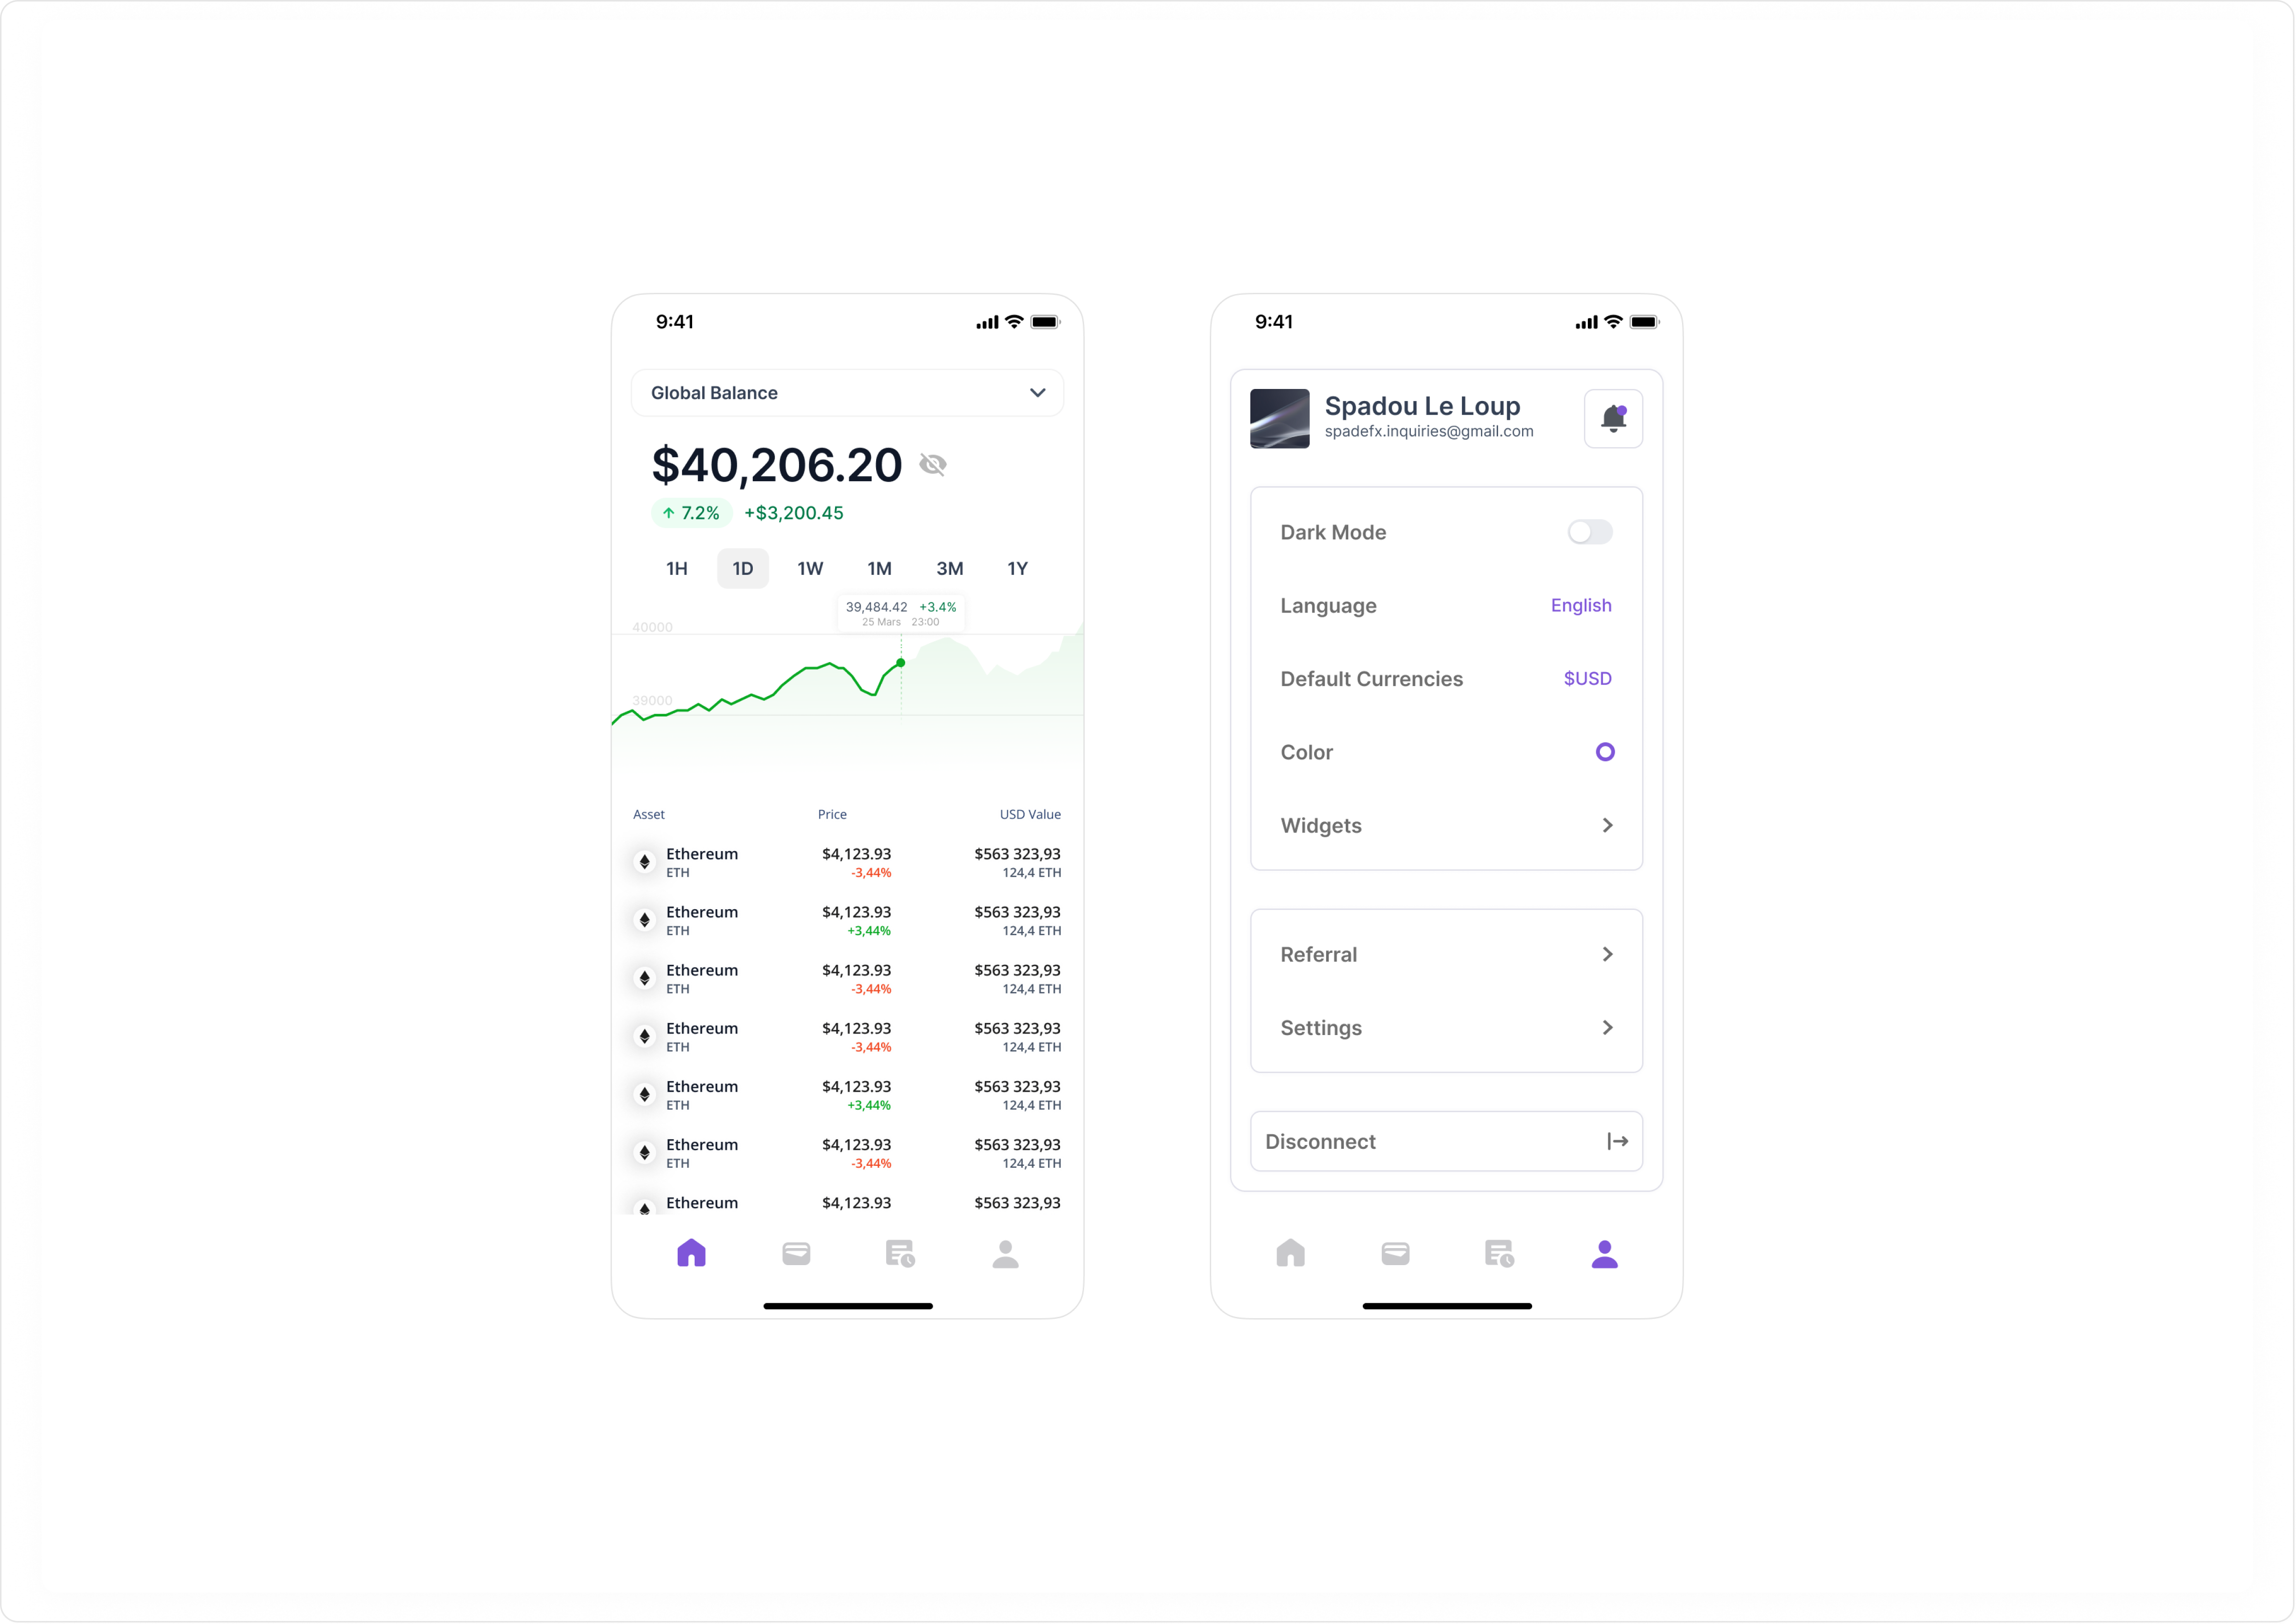 9:41
Global Balance
$40,206.20
7.2% +$3,200.45
1H 1D 1W 1M 3M 1Y
39,484.42 +3.4%
25 Mars 23:00
40000
39000
Asset Price USD Value
Ethereum $4,123.93 $563 323,93
ETH -3,44% 124,4 ETH
Ethereum $4,123.93 $563 323,93
ETH +3,44% 124,4 ETH
Ethereum $4,123.93 $563 323,93
ETH -3,44% 124,4 ETH
Ethereum $4,123.93 $563 323,93
ETH -3,44% 124,4 ETH
Ethereum $4,123.93 $563 323,93
ETH +3,44% 124,4 ETH
Ethereum $4,123.93 $563 323,93
ETH -3,44% 124,4 ETH
Ethereum $4,123.93 $563 323,93
9:41
Spadou Le Loup
spadefx.inquiries@gmail.com
Dark Mode
Language English
Default Currencies $USD
Color
Widgets
Referral
Settings
Disconnect